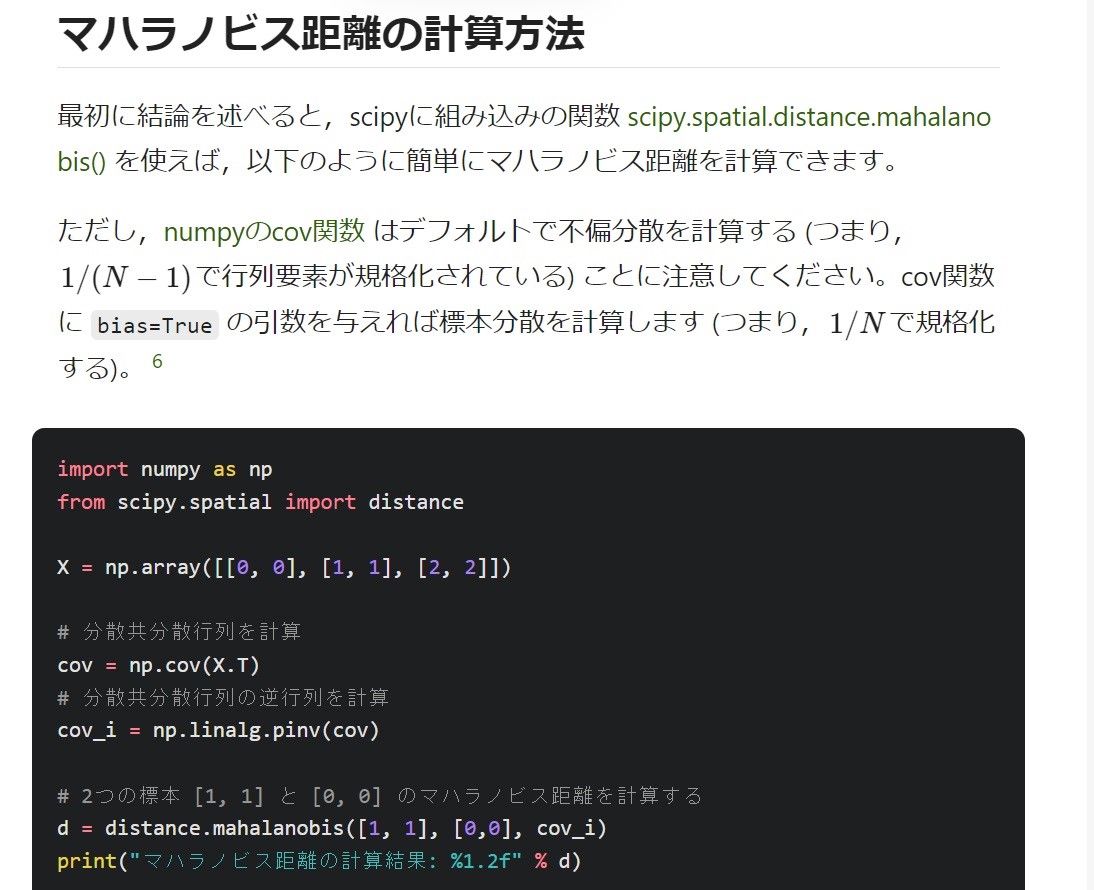 マハラノビス距離の計算方法
最初に結論を述べると，scipyに組み込みの関数 scipy.spatial.distance.mahalano
bis() を使えば，以下のように簡単にマハラノビス距離を計算できます。
ただし，numpyのcov関数 はデフォルトで不偏分散を計算する (つまり，
1/(N − 1)で行列要素が規格化されている) ことに注意してください。cov関数
に bias=True の引数を与えれば標本分散を計算します (つまり，1/Nで規格化
する)。 6
import numpy as np
from scipy.spatial import distance
X = np.array([[0, 0], [1, 1], [2, 2]])
# 分散共分散行列を計算
cov = np.cov(X.T)
# 分散共分散行列の逆行列を計算
cov_i = np.linalg.pinv(cov)
# 2つの標本 [1, 1] と [0, 0] のマハラノビス距離を計算する
d = distance.mahalanobis([1, 1], [0,0], cov_i)
print("マハラノビス距離の計算結果: %1.2f" % d)